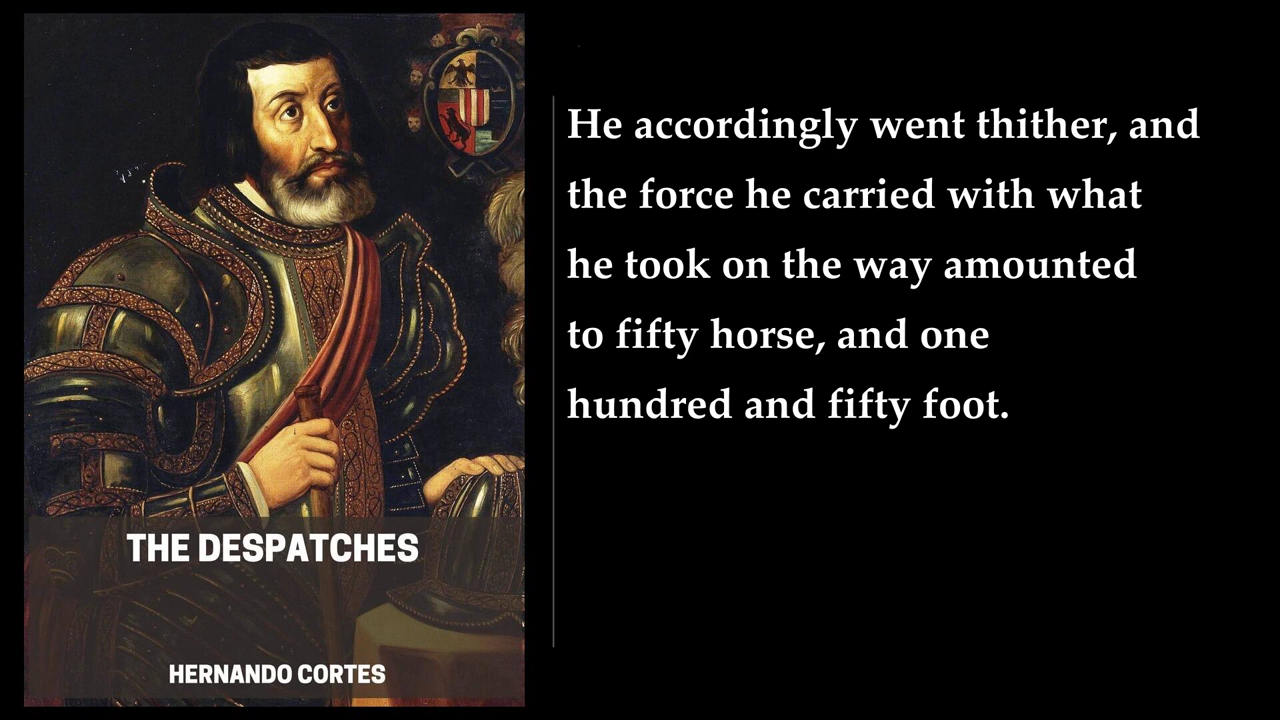 THE DESPATCHES
HERNANDO CORTES
He accordingly went thither, and
the force he carried with what
he took on the way amounted
to fifty horse, and one
hundred and fifty foot.